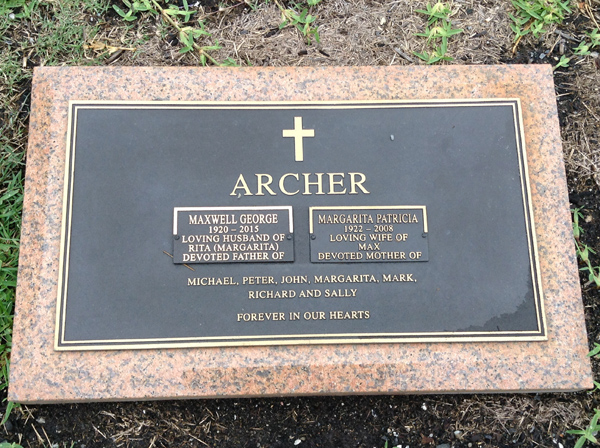 ARCHER
MAXWELL GEORGE
1920 – 2015
LOVING HUSBAND OF
RITA (MARGARITA)
DEVOTED FATHER OF
MARGARITA PATRICIA
1922 – 2008
LOVING WIFE OF
MAX
DEVOTED MOTHER OF
MICHAEL, PETER, JOHN, MARGARITA, MARK,
RICHARD AND SALLY
FOREVER IN OUR HEARTS